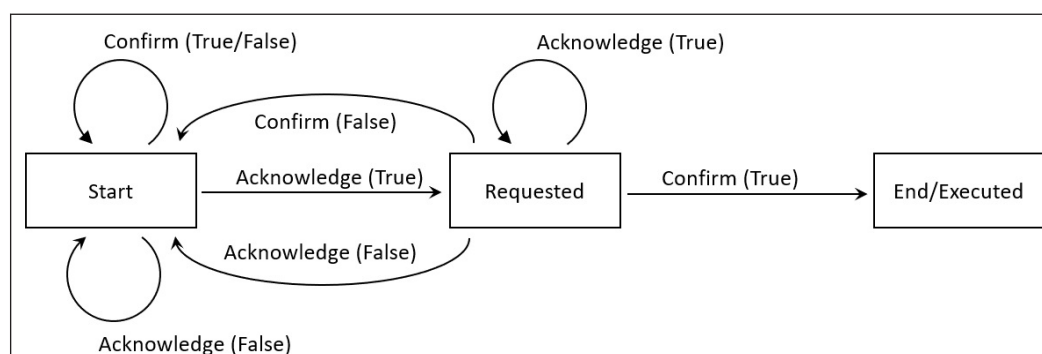 Confirm (True/False)
Acknowledge (True)
Confirm (False)
Start
Acknowledge (True)
Requested
Confirm (True)
End/Executed
Acknowledge (False)
Acknowledge (False)